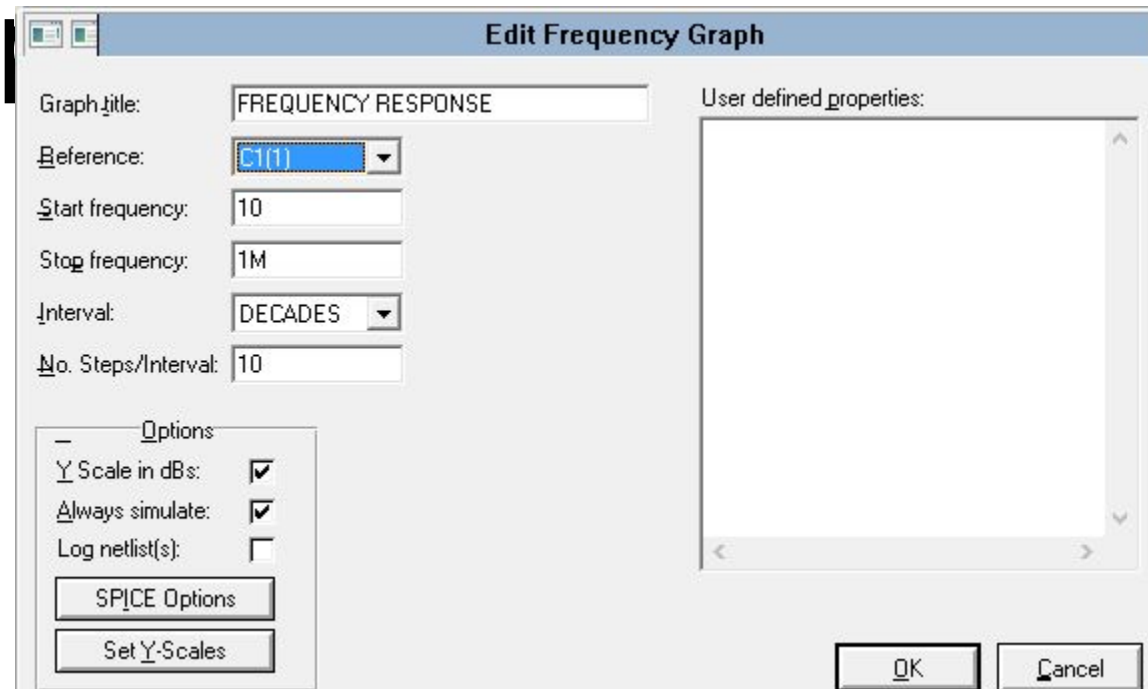 Edit Frequency Graph
Graph title: FREQUENCY RESPONSE
Reference: C1(1)
Start frequency: 10
Stop frequency: 1M
Interval: DECADES
No. Steps/Interval: 10
Options
Y Scale in dBs:
Always simulate:
Log netlist(s):
SPICE Options
Set Y-Scales
User defined properties:
OK Cancel